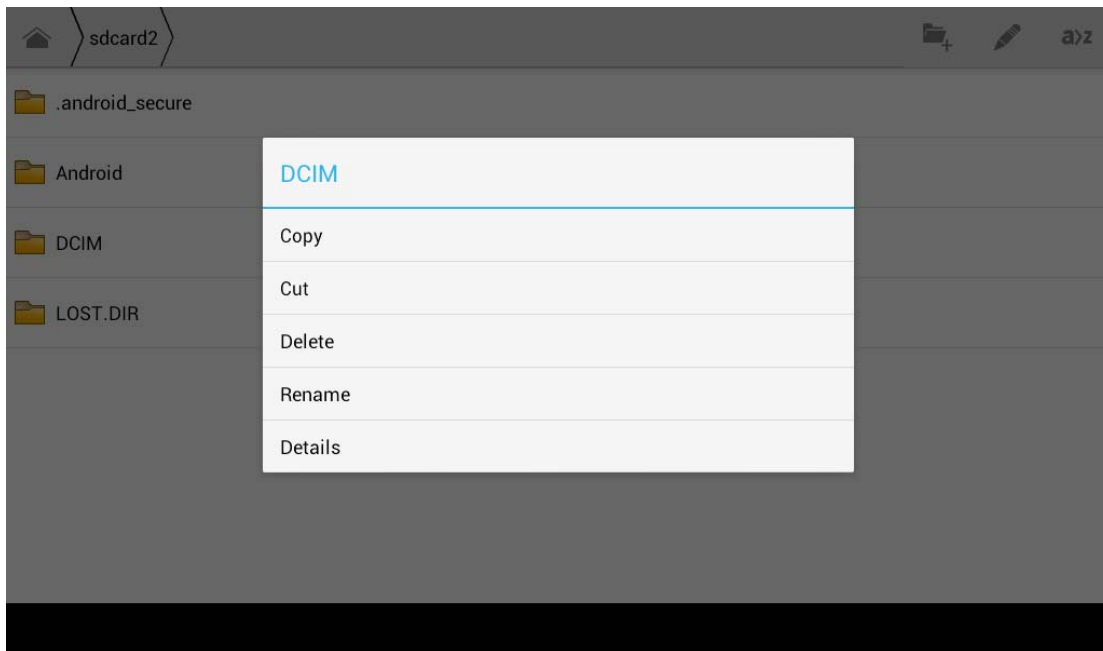 sdcard2
a>z
.android_secure
Android
DCIM
LOST.DIR
DCIM
Copy
Cut
Delete
Rename
Details